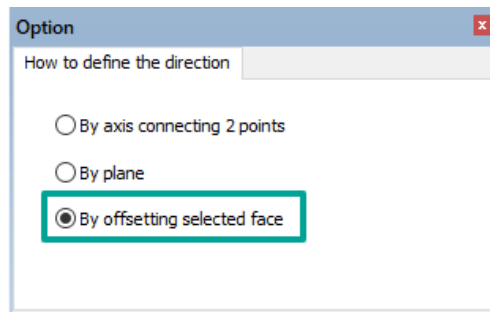 Option
How to define the direction
By axis connecting 2 points
By plane
By offsetting selected face